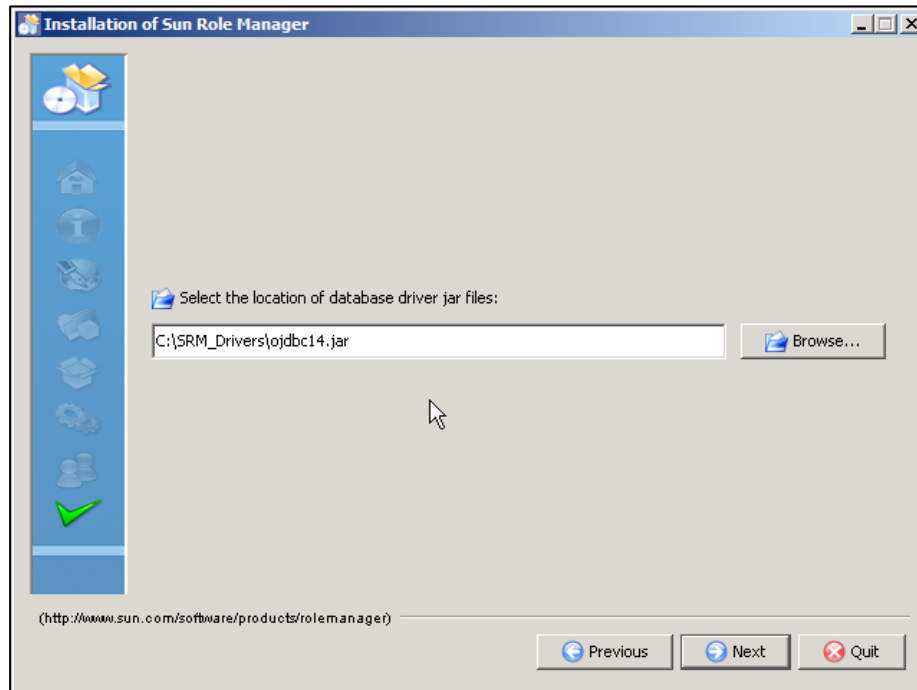 Installation of Sun Role Manager
Select the location of database driver jar files:
C:\SRM_Drivers\ojdbc14.jar
Browse...
(http://www.sun.com/software/products/rolemanager)
Previous
Next
Quit